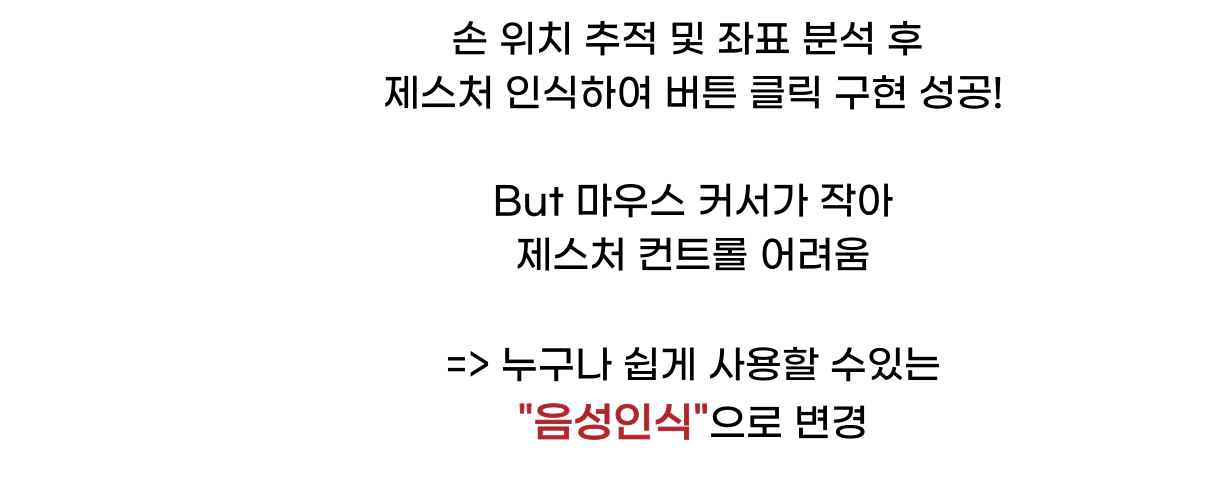 손 위치 추적 및 좌표 분석 후
제스처 인식하여 버튼 클릭 구현 성공!
But 마우스 커서가 작아
제스처 컨트롤 어려움
=> 누구나 쉽게 사용할 수있는
"음성인식"으로 변경